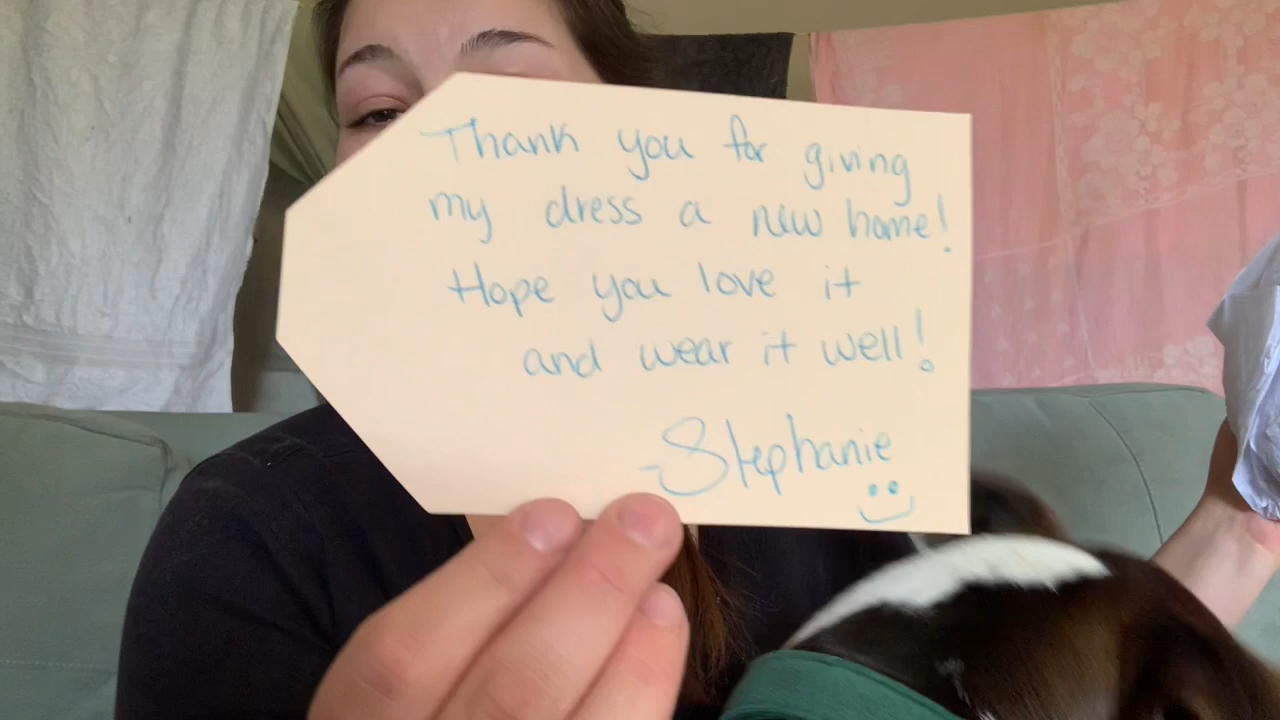 Thank you for giving
my dress a new home!
Hope you love it
and wear it well!
-Stephanie